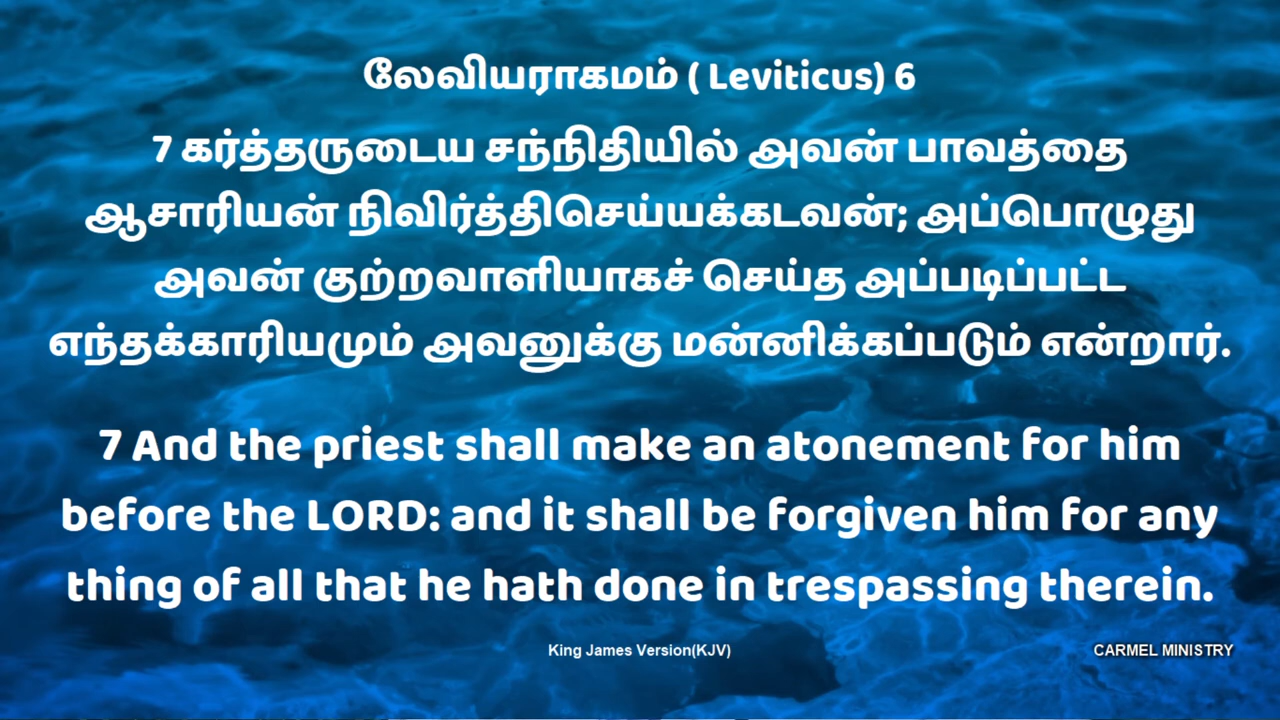 லேவியராகமம் ( Leviticus) 6
7 கர்த்தருடைய சந்நிதியில் அவன் பாவத்தை
ஆசாரியன் நிவிர்த்திசெய்யக்கடவன்; அப்பொழுது
அவன் குற்றவாளியாகச் செய்த அப்படிப்பட்ட
எந்தக்காரியமும் அவனுக்கு மன்னிக்கப்படும் என்றார்.
7 And the priest shall make an atonement for him
before the LORD: and it shall be forgiven him for any
thing of all that he hath done in trespassing therein.
King James Version(KJV)
CARMEL MINISTRY